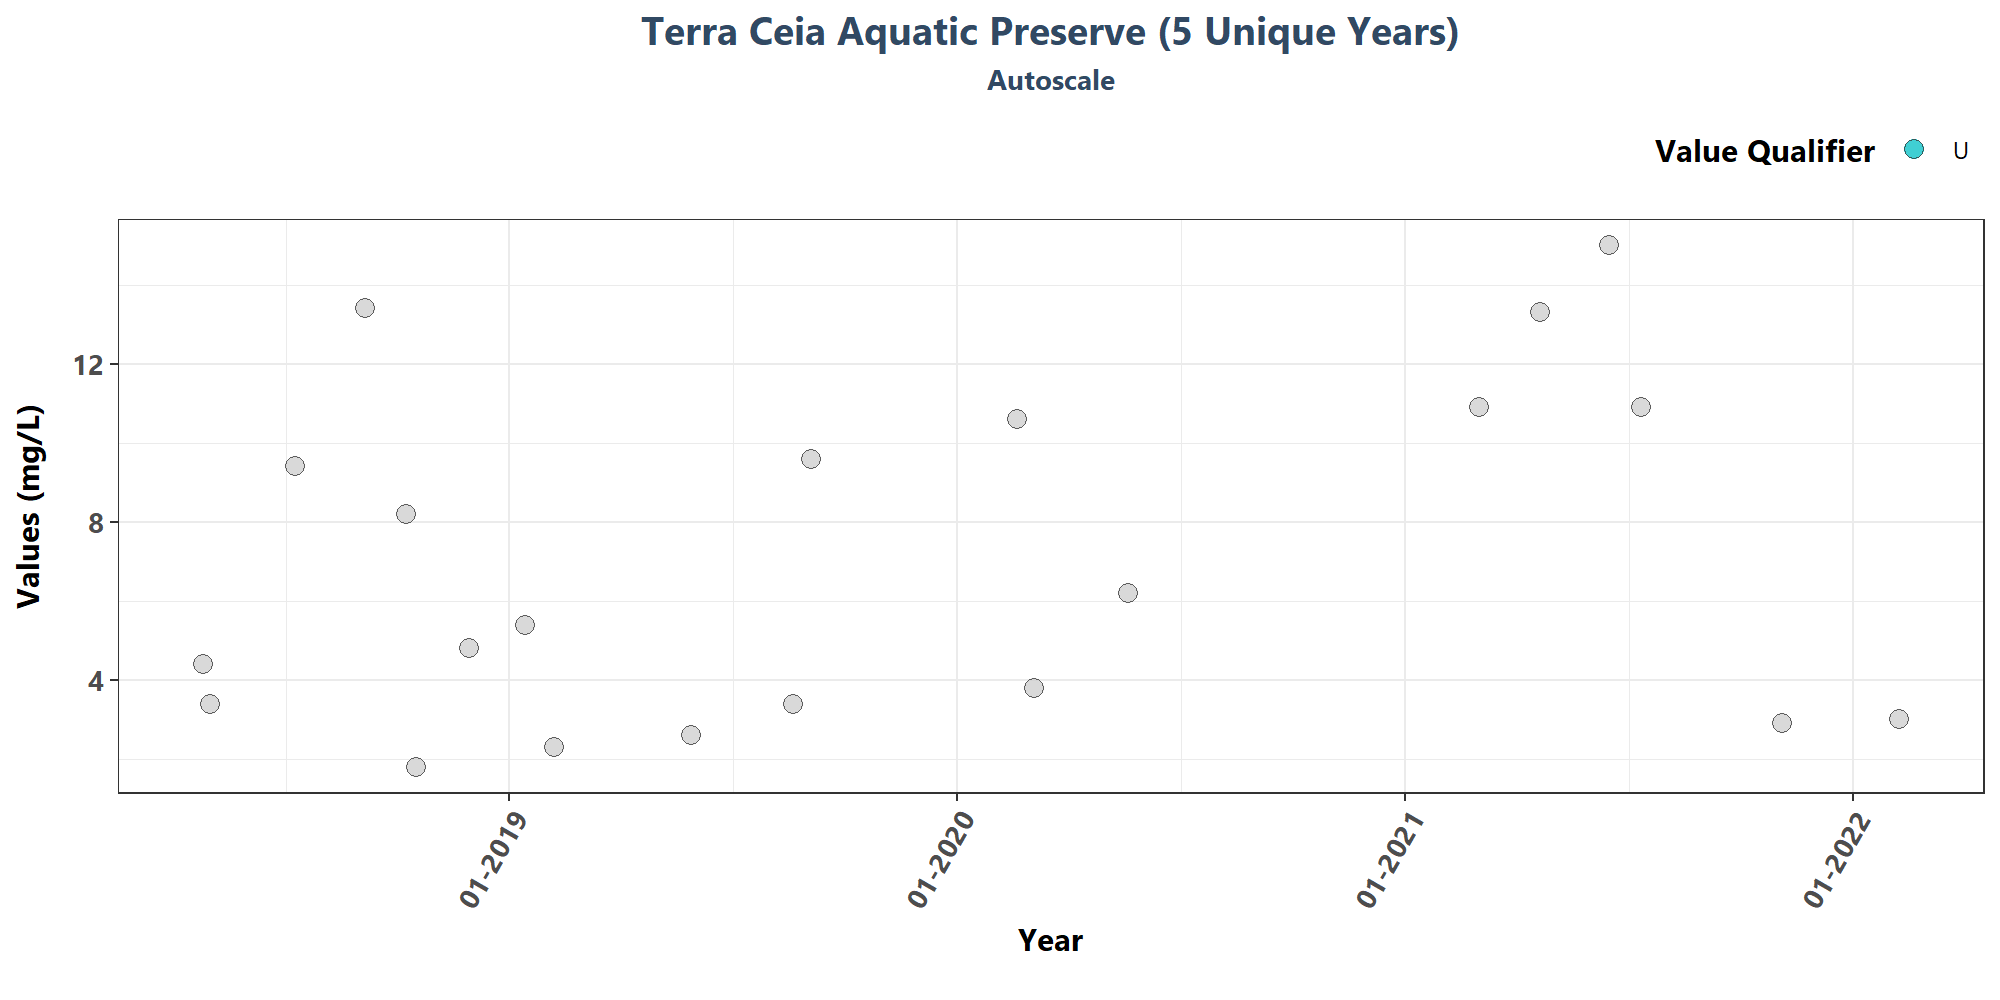 Terra Ceia Aquatic Preserve (5 Unique Years)
Autoscale
Value Qualifier U
12
8
4
Values (mg/L)
01-2019
01-2020
01-2021
01-2022
Year